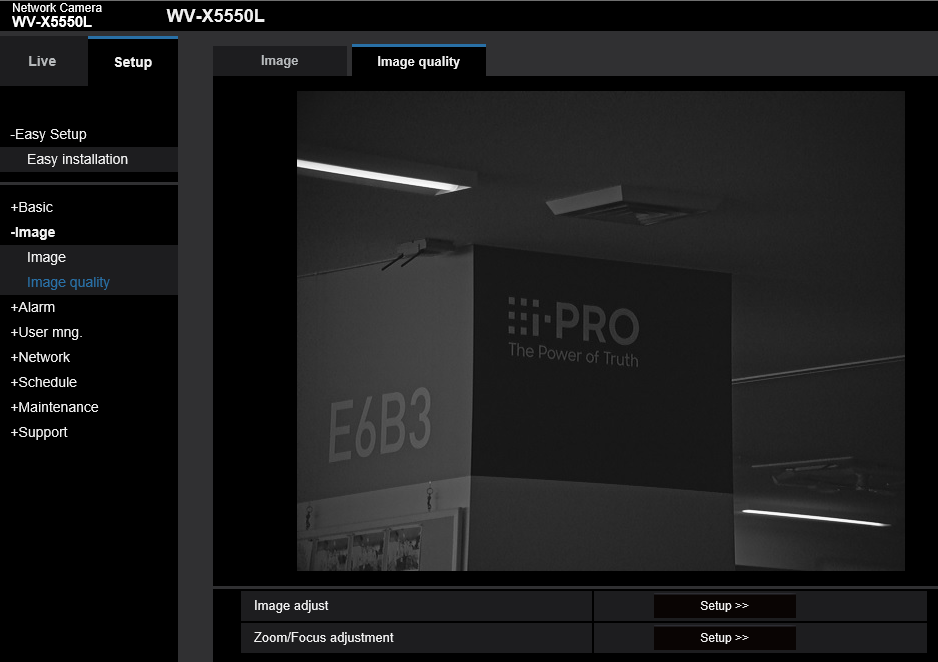 Network Camera
WV-X5550L
WV-X5550L
Live
Setup
Image
Image quality
-Easy Setup
Easy installation
+Basic
-Image
Image
Image quality
+Alarm
+User mng.
+Network
+Schedule
+Maintenance
+Support
i-PRO
The Power of Truth
E6B3
Image adjust
Setup >>
Zoom/Focus adjustment
Setup >>